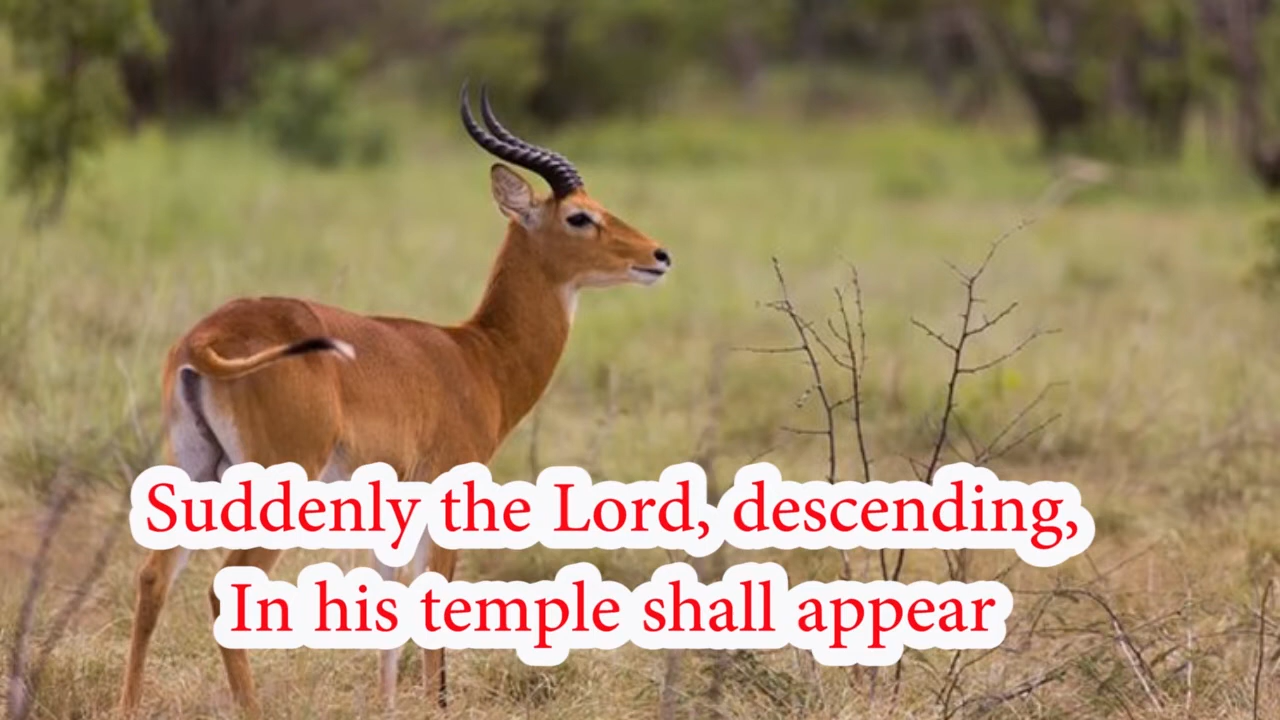 Suddenly the Lord, descending,
In his temple shall appear